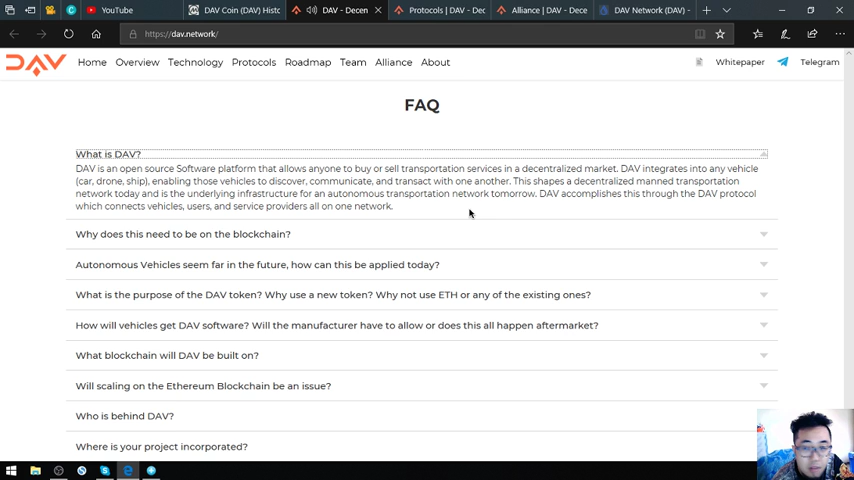 YouTube
DAV Coin (DAV) Histo
DAV - Decen
Protocols | DAV - Dec
Alliance | DAV - Dece
DAV Network (DAV) -
https://dav.network/
DAV
Home Overview Technology Protocols Roadmap Team Alliance About
Whitepaper Telegram
FAQ
What is DAV?
DAV is an open source Software platform that allows anyone to buy or sell transportation services in a decentralized market. DAV integrates into any vehicle
(car, drone, ship), enabling those vehicles to discover, communicate, and transact with one another. This shapes a decentralized manned transportation
network today and is the underlying infrastructure for an autonomous transportation network tomorrow. DAV accomplishes this through the DAV protocol
which connects vehicles, users, and service providers all on one network.
Why does this need to be on the blockchain?
Autonomous Vehicles seem far in the future, how can this be applied today?
What is the purpose of the DAV token? Why use a new token? Why not use ETH or any of the existing ones?
How will vehicles get DAV software? Will the manufacturer have to allow or does this all happen aftermarket?
What blockchain will DAV be built on?
Will scaling on the Ethereum Blockchain be an issue?
Who is behind DAV?
Where is your project incorporated?